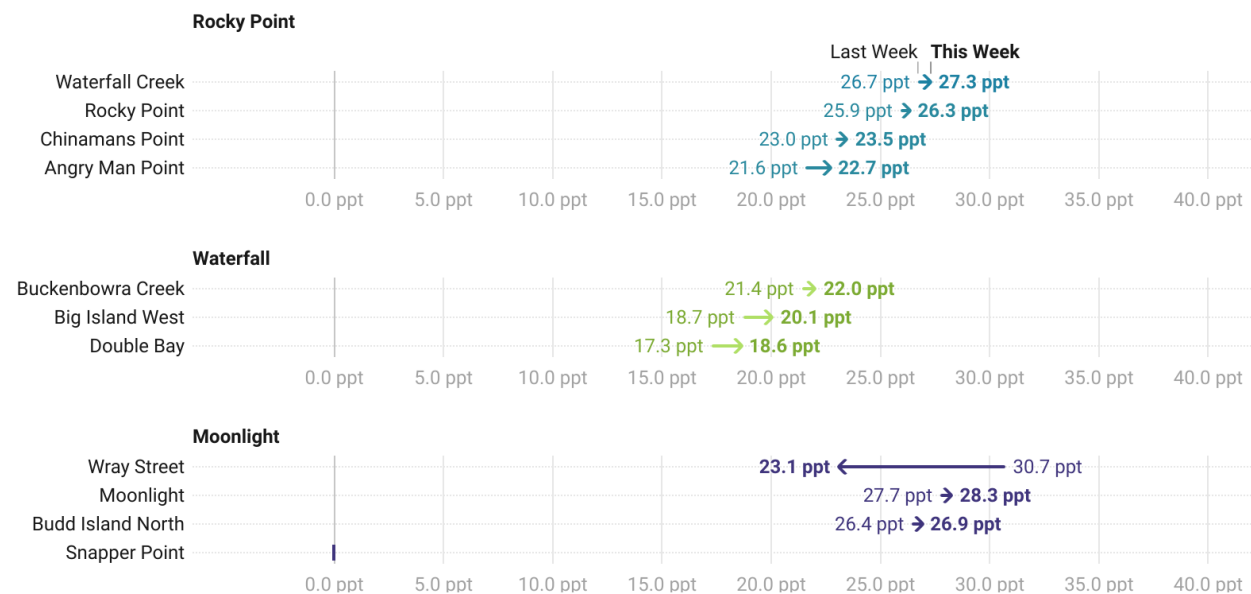 Rocky Point
Last Week This Week
Waterfall Creek 26.7 ppt 27.3 ppt
Rocky Point 25.9 ppt 26.3 ppt
Chinamans Point 23.0 ppt 23.5 ppt
Angry Man Point 21.6 ppt 22.7 ppt
0.0 ppt 5.0 ppt 10.0 ppt 15.0 ppt 20.0 ppt 25.0 ppt 30.0 ppt 35.0 ppt 40.0 ppt
Waterfall
Buckenbowra Creek 21.4 ppt 22.0 ppt
Big Island West 18.7 ppt 20.1 ppt
Double Bay 17.3 ppt 18.6 ppt
0.0 ppt 5.0 ppt 10.0 ppt 15.0 ppt 20.0 ppt 25.0 ppt 30.0 ppt 35.0 ppt 40.0 ppt
Moonlight
Wray Street 23.1 ppt 30.7 ppt
Moonlight 27.7 ppt 28.3 ppt
Budd Island North 26.4 ppt 26.9 ppt
Snapper Point
0.0 ppt 5.0 ppt 10.0 ppt 15.0 ppt 20.0 ppt 25.0 ppt 30.0 ppt 35.0 ppt 40.0 ppt